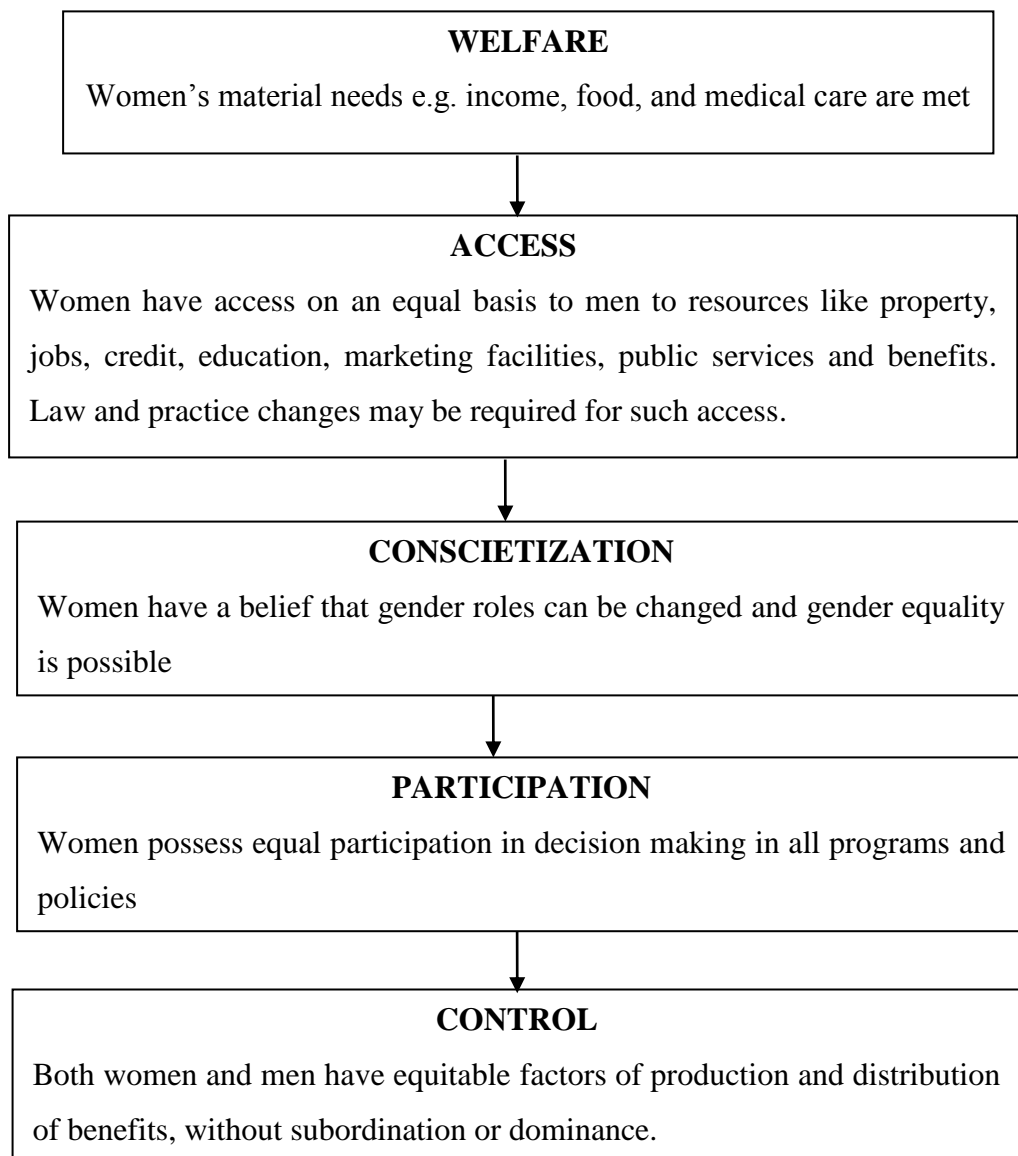 WELFARE
Women’s material needs e.g. income, food, and medical care are met
ACCESS
Women have access on an equal basis to men to resources like property,
jobs, credit, education, marketing facilities, public services and benefits.
Law and practice changes may be required for such access.
CONSCIETIZATION
Women have a belief that gender roles can be changed and gender equality
is possible
PARTICIPATION
Women possess equal participation in decision making in all programs and
policies
CONTROL
Both women and men have equitable factors of production and distribution
of benefits, without subordination or dominance.